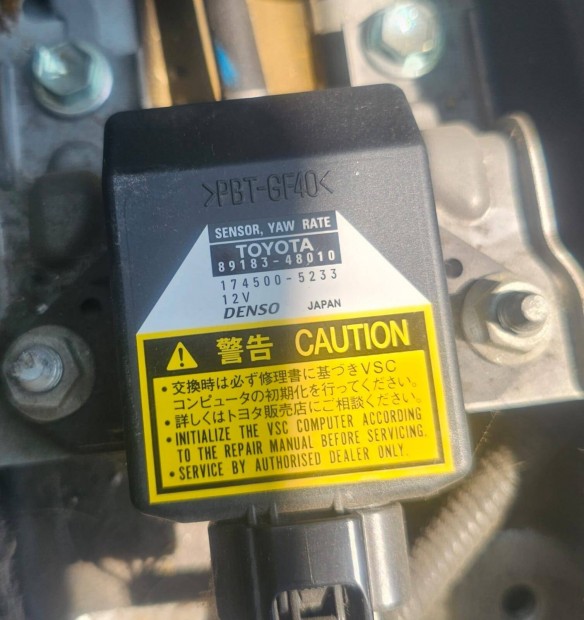 >PBT-GF40<
SENSOR, YAW RATE
TOYOTA
89183-48010
174500-5233
12V
DENSO JAPAN
警告 CAUTION
・交換時は必ず修理書に基づきVSC
コンピュータの初期化を行ってください。
・詳しくはトヨタ販売店にご相談ください。
・INITIALIZE THE VSC COMPUTER ACCORDING
TO THE REPAIR MANUAL BEFORE SERVICING.
・SERVICE BY AUTHORISED DEALER ONLY.